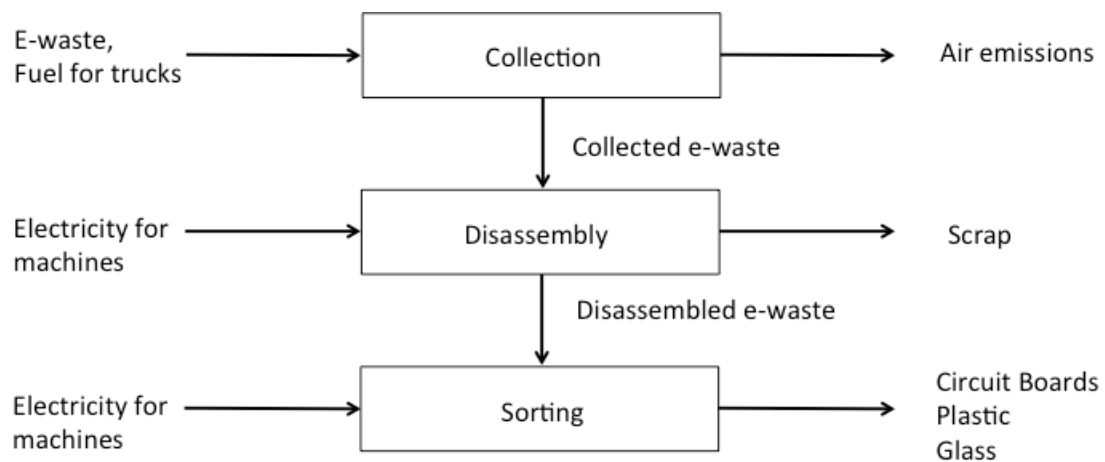 E-waste,
Fuel for trucks
Collection
Air emissions
Collected e-waste
Electricity for
machines
Disassembly
Scrap
Disassembled e-waste
Electricity for
machines
Sorting
Circuit Boards
Plastic
Glass